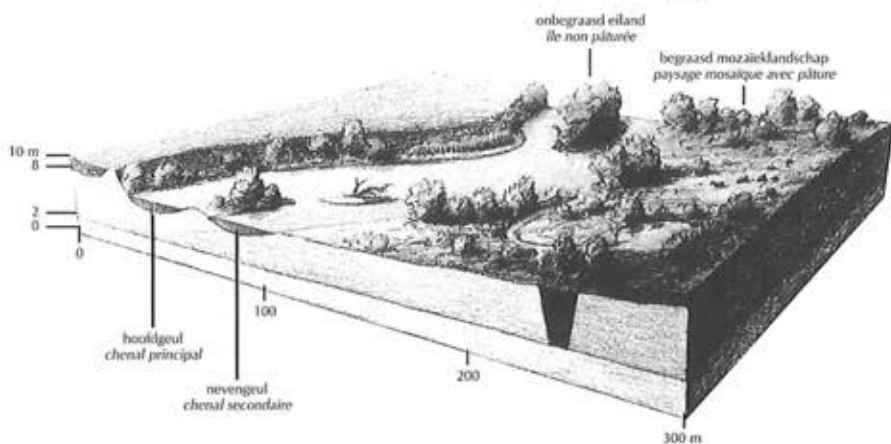 onbegraasd eiland
île non pâturée
begraasd mozaïeklandschap
paysage mosaïque avec pâture
10 m
8
2
0
0
100
200
300 m
hoofdgeul
chenal principal
nevengeul
chenal secondaire